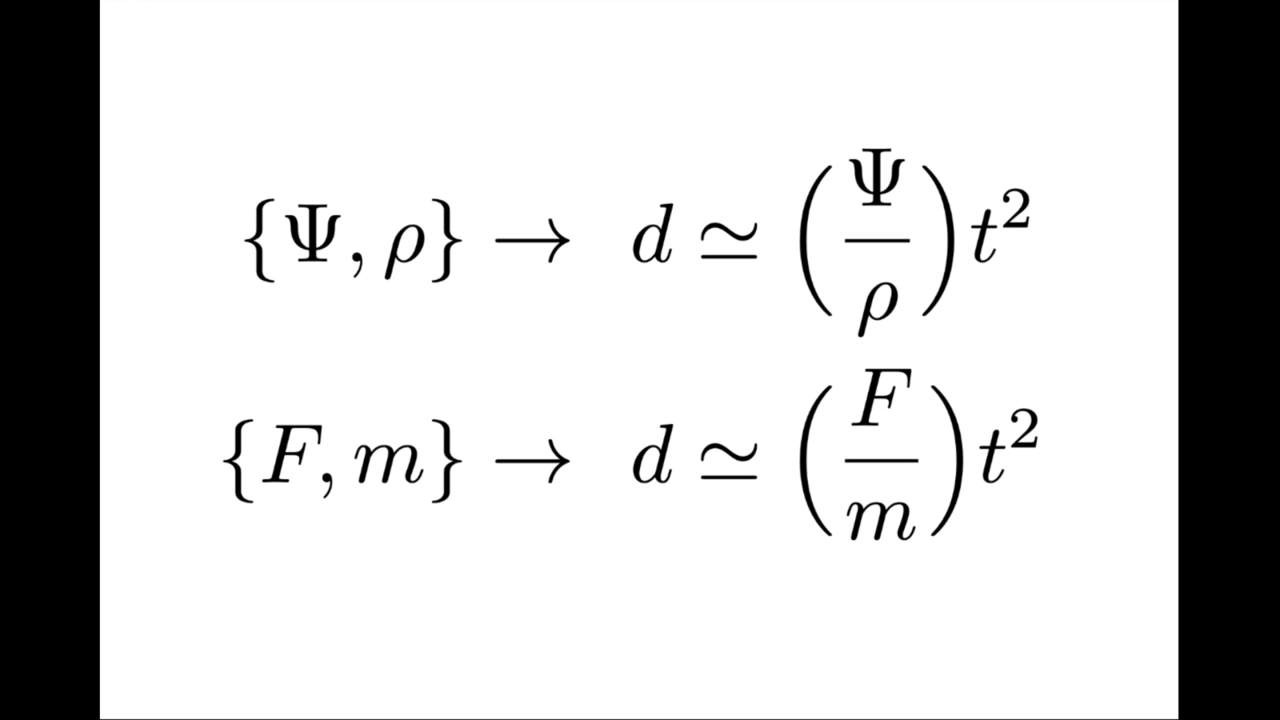 {Ψ, ρ} → d ≃ (Ψ/ρ) t²
{F, m} → d ≃ (F/m) t²